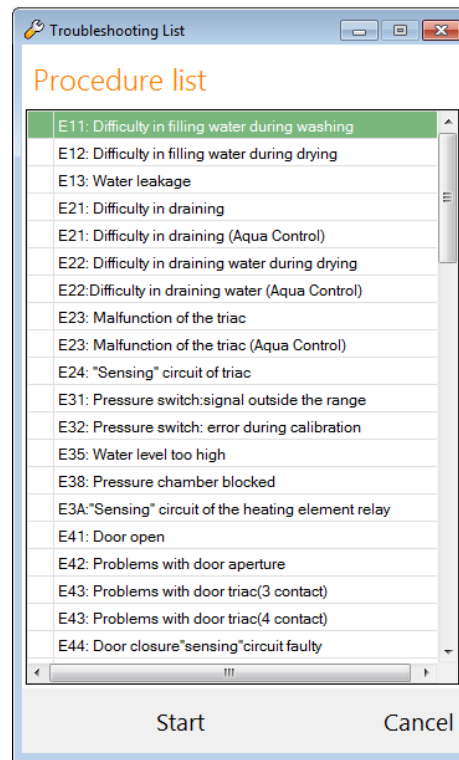 Troubleshooting List
Procedure list
E11: Difficulty in filling water during washing
E12: Difficulty in filling water during drying
E13: Water leakage
E21: Difficulty in draining
E21: Difficulty in draining (Aqua Control)
E22: Difficulty in draining water during drying
E22:Difficulty in draining water (Aqua Control)
E23: Malfunction of the triac
E23: Malfunction of the triac (Aqua Control)
E24: "Sensing" circuit of triac
E31: Pressure switch:signal outside the range
E32: Pressure switch: error during calibration
E35: Water level too high
E38: Pressure chamber blocked
E3A:"Sensing" circuit of the heating element relay
E41: Door open
E42: Problems with door aperture
E43: Problems with door triac(3 contact)
E43: Problems with door triac(4 contact)
E44: Door closure"sensing"circuit faulty
Start Cancel